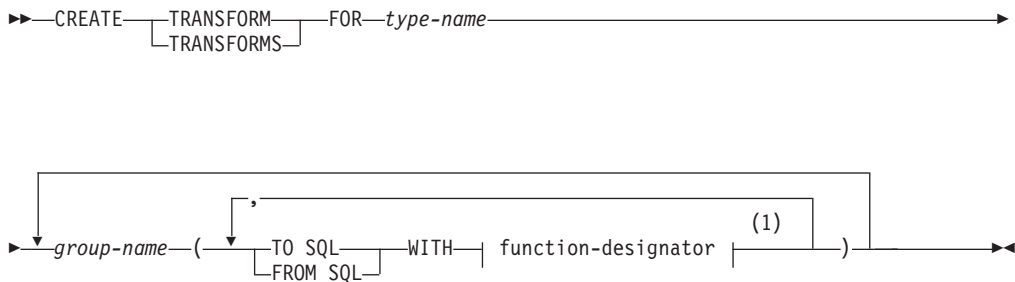 CREATE TRANSFORM FOR type-name
TRANSFORMS
,
(1)
group-name ( TO SQL WITH function-designator )
FROM SQL